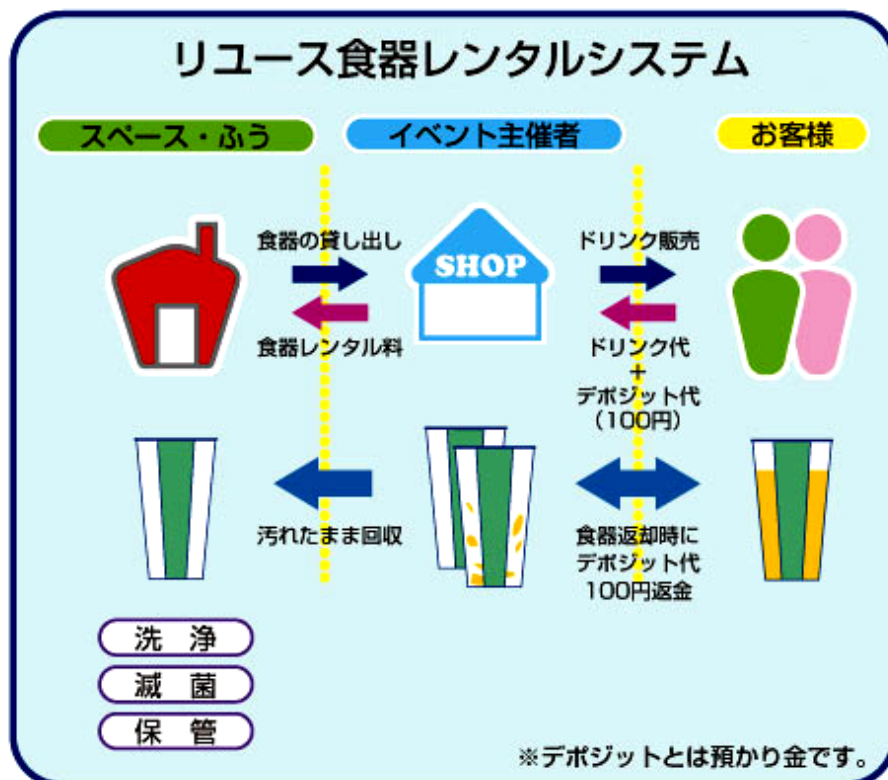 リユース食器レンタルシステム
スペース・ふう
イベント主催者
お客様
食器の貸し出し
食器レンタル料
SHOP
ドリンク販売
ドリンク代
+
デポジット代
（100円）
汚れたまま回収
食器返却時に
デポジット代
100円返金
洗 浄
滅 菌
保 管
※デポジットとは預かり金です。